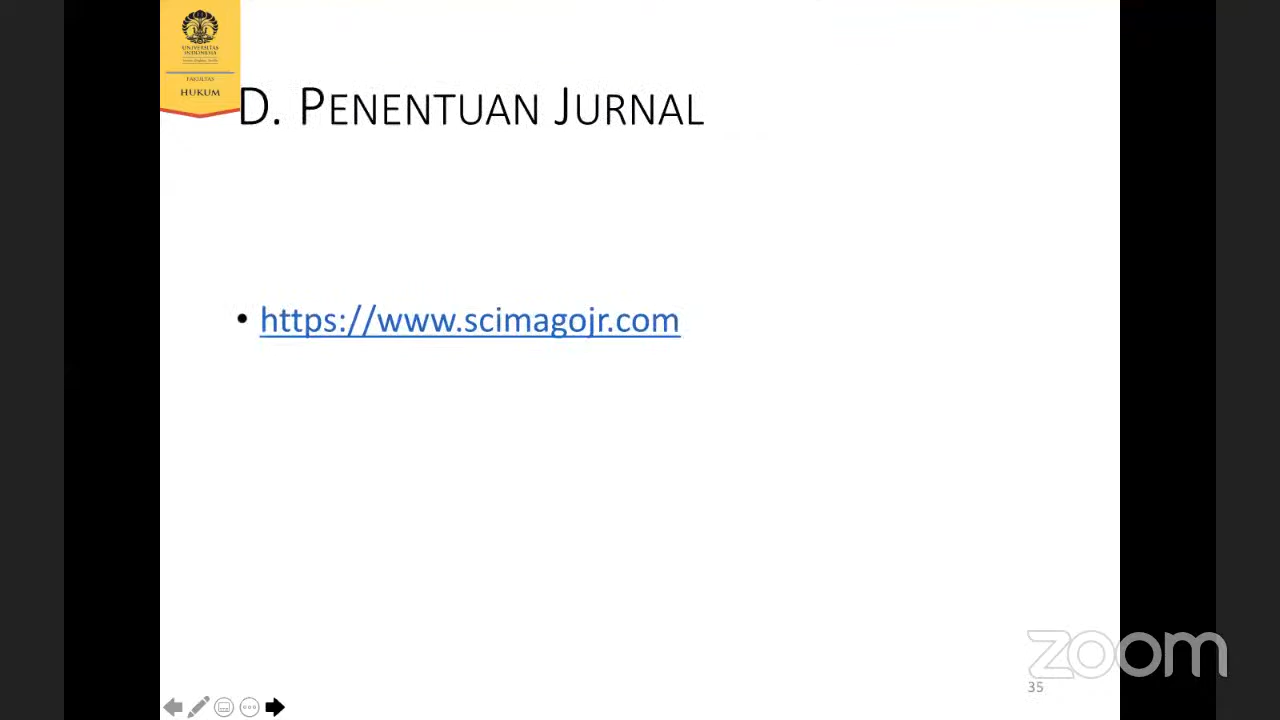 UNIVERSITAS
INDONESIA
FAKULTAS
HUKUM
D. PENENTUAN JURNAL
• https://www.scimagojr.com
zoom
35